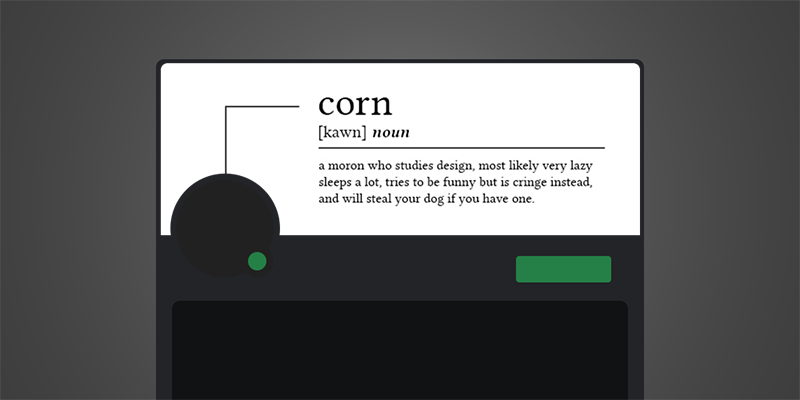 corn
[kawn] noun
a moron who studies design, most likely very lazy
sleeps a lot, tries to be funny but is cringe instead,
and will steal your dog if you have one.